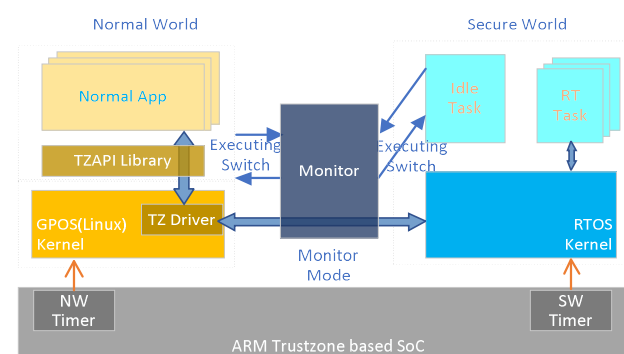 Normal World
Secure World
Normal App
Idle
Task
RT
Task
TZAPI Library
Executing
Switch
Monitor
Executing
Switch
GPOS(Linux)
Kernel
TZ Driver
RTOS
Kernel
Monitor
Mode
NW
Timer
SW
Timer
ARM Trustzone based SoC